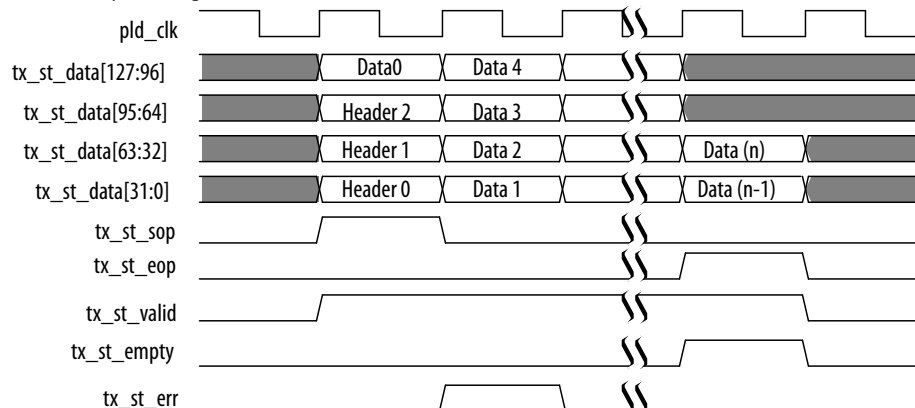 pld_clk
tx_st_data[127:96] Data0 Data 4
tx_st_data[95:64] Header 2 Data 3
tx_st_data[63:32] Header 1 Data 2 Data (n)
tx_st_data[31:0] Header 0 Data 1 Data (n-1)
tx_st_sop
tx_st_eop
tx_st_valid
tx_st_empty
tx_st_err